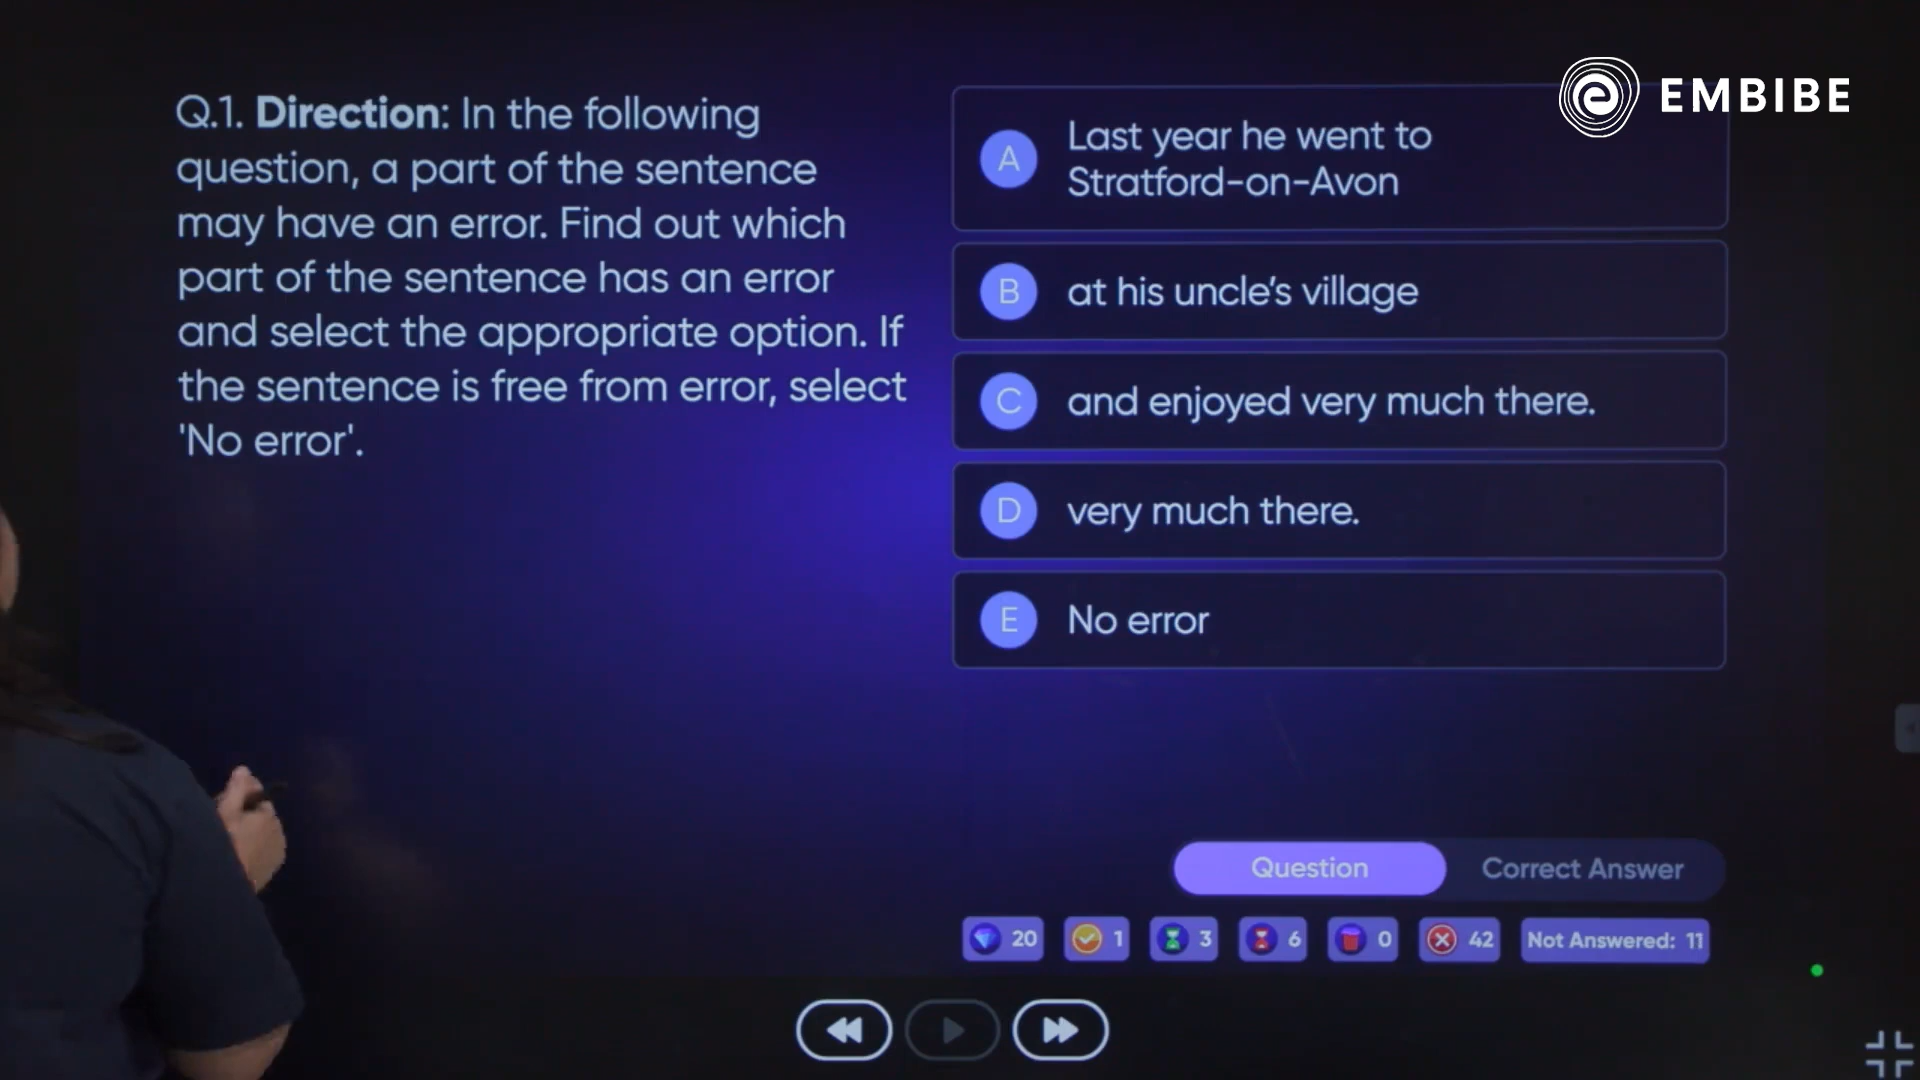 EMBIBE
Q.1. Direction: In the following
question, a part of the sentence
may have an error. Find out which
part of the sentence has an error
and select the appropriate option. If
the sentence is free from error, select
'No error'.
A Last year he went to
Stratford-on-Avon
B at his uncle's village
C and enjoyed very much there.
D very much there.
E No error
Question Correct Answer
20 1 3 6 0 42 Not Answered: 11